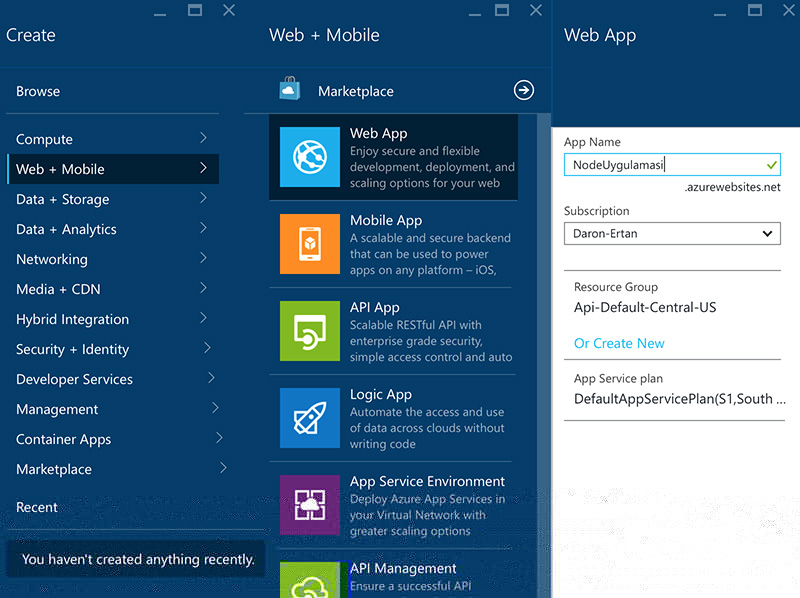 Create
Browse
Compute
Web + Mobile
Data + Storage
Data + Analytics
Networking
Media + CDN
Hybrid Integration
Security + Identity
Developer Services
Management
Container Apps
Marketplace
Recent
You haven't created anything recently.
Web + Mobile
Marketplace
Web App
Enjoy secure and flexible
development, deployment, and
scaling options for your web
Mobile App
A scalable and secure backend
that can be used to power
apps on any platform – iOS,
API App
Scalable RESTful API with
enterprise grade security,
simple access control and auto
Logic App
Automate the access and use
of data across clouds without
writing code
App Service Environment
Deploy Azure App Services in
your Virtual Network with
greater scaling options
API Management
Ensure a successful API
Web App
App Name
NodeUygulamasi
.azurewebsites.net
Subscription
Daron-Ertan
Resource Group
Api-Default-Central-US
Or Create New
App Service plan
DefaultAppServicePlan(S1,South ...